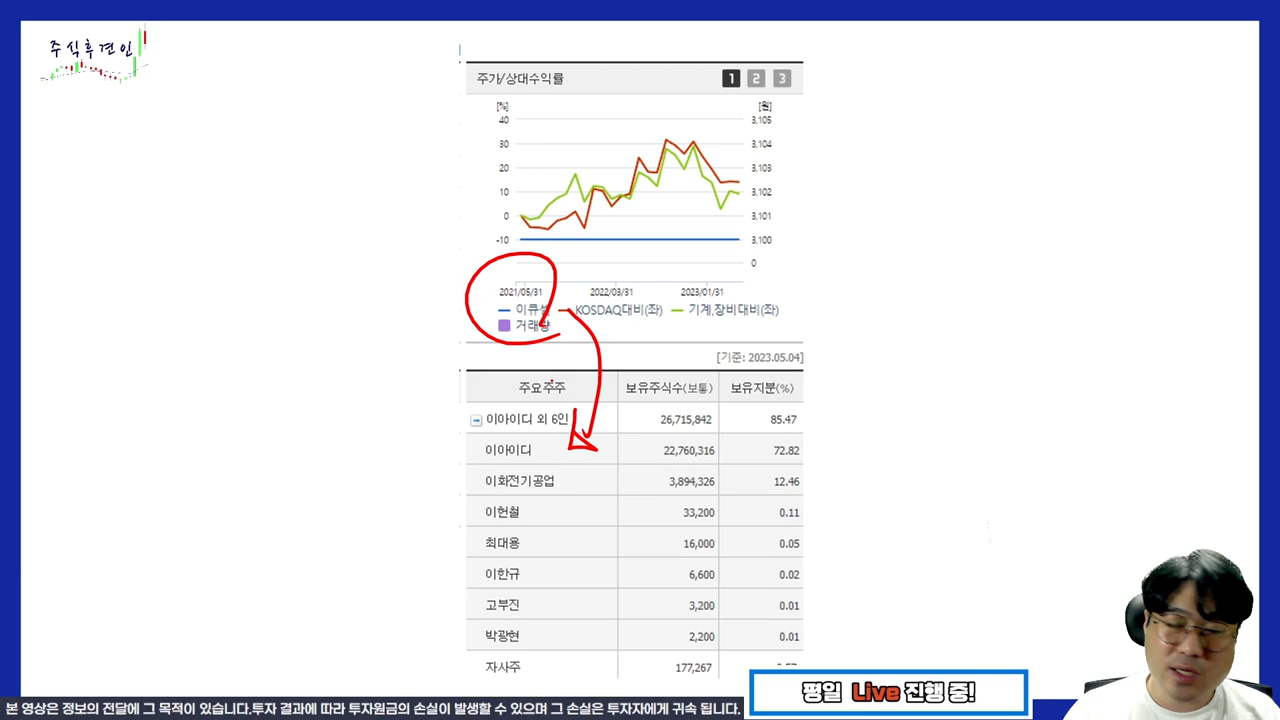 주식후견인
주가/상대수익률 1 2 3
[%] [원]
40 3,105
30 3,104
20 3,103
10 3,102
0 3,101
-10 3,100
0
2021/05/31 2022/03/31 2023/01/31
이큐셀 KOSDAQ대비(좌) 기계,장비대비(좌)
거래량
[기준: 2023.05.04]
주요주주 보유주식수(보통) 보유지분(%)
이아이디 외 6인 26,715,842 85.47
이아이디 22,760,316 72.82
이화전기공업 3,894,326 12.46
이헌철 33,200 0.11
최대용 16,000 0.05
이한규 6,600 0.02
고부진 3,200 0.01
박광현 2,200 0.01
자사주 177,267
평일 Live 진행 중!
본 영상은 정보의 전달에 그 목적이 있습니다.투자 결과에 따라 투자원금의 손실이 발생할 수 있으며 그 손실은 투자자에게 귀속 됩니다.